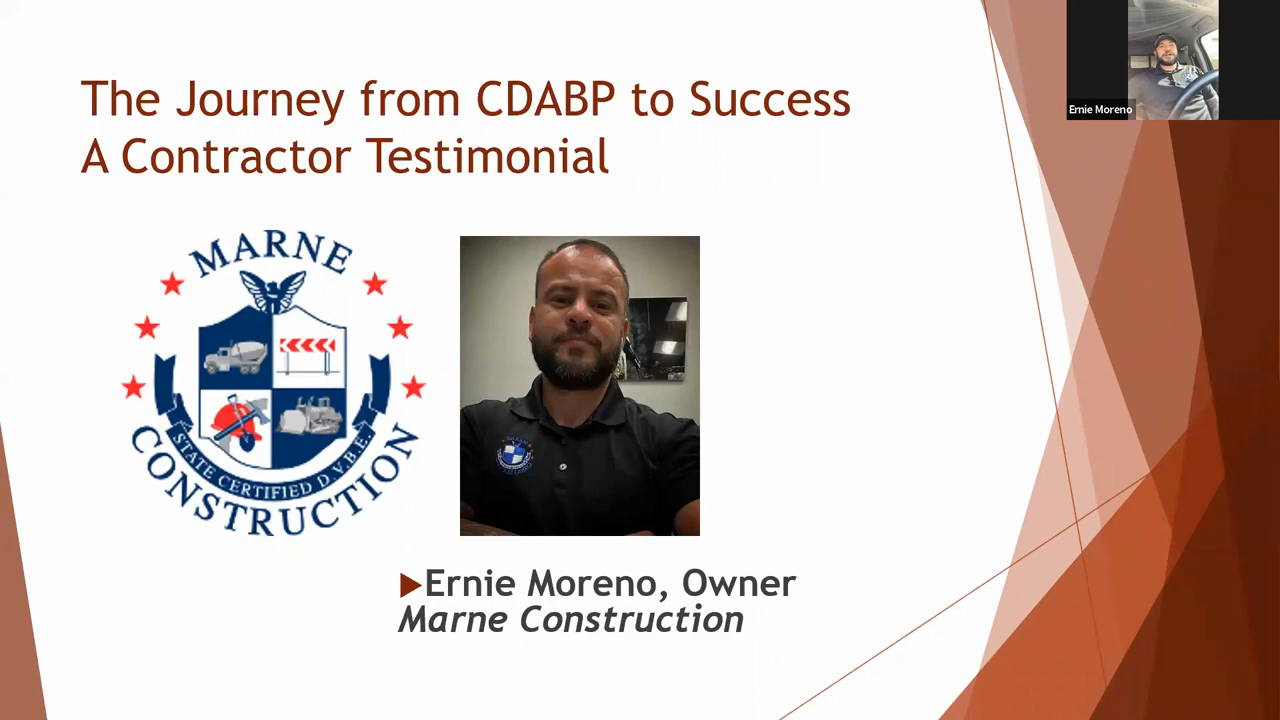 The Journey from CDABP to Success
A Contractor Testimonial
Ernie Moreno
MARNE
STATE CERTIFIED D.V.B.E.
CONSTRUCTION
Ernie Moreno, Owner
Marne Construction